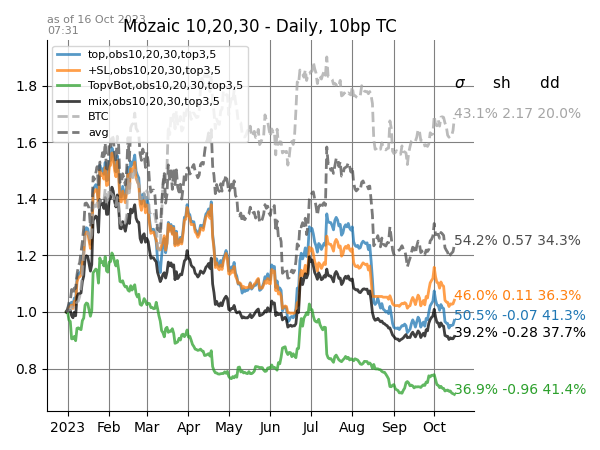 as of 16 Oct 2023
07:31
Mozaic 10,20,30 - Daily, 10bp TC
top,obs10,20,30,top3,5
+SL,obs10,20,30,top3,5
TopvBot,obs10,20,30,top3,5
mix,obs10,20,30,top3,5
BTC
avg
σ sh dd
43.1% 2.17 20.0%
54.2% 0.57 34.3%
46.0% 0.11 36.3%
50.5% -0.07 41.3%
39.2% -0.28 37.7%
36.9% -0.96 41.4%
1.8
1.6
1.4
1.2
1.0
0.8
2023 Feb Mar Apr May Jun Jul Aug Sep Oct